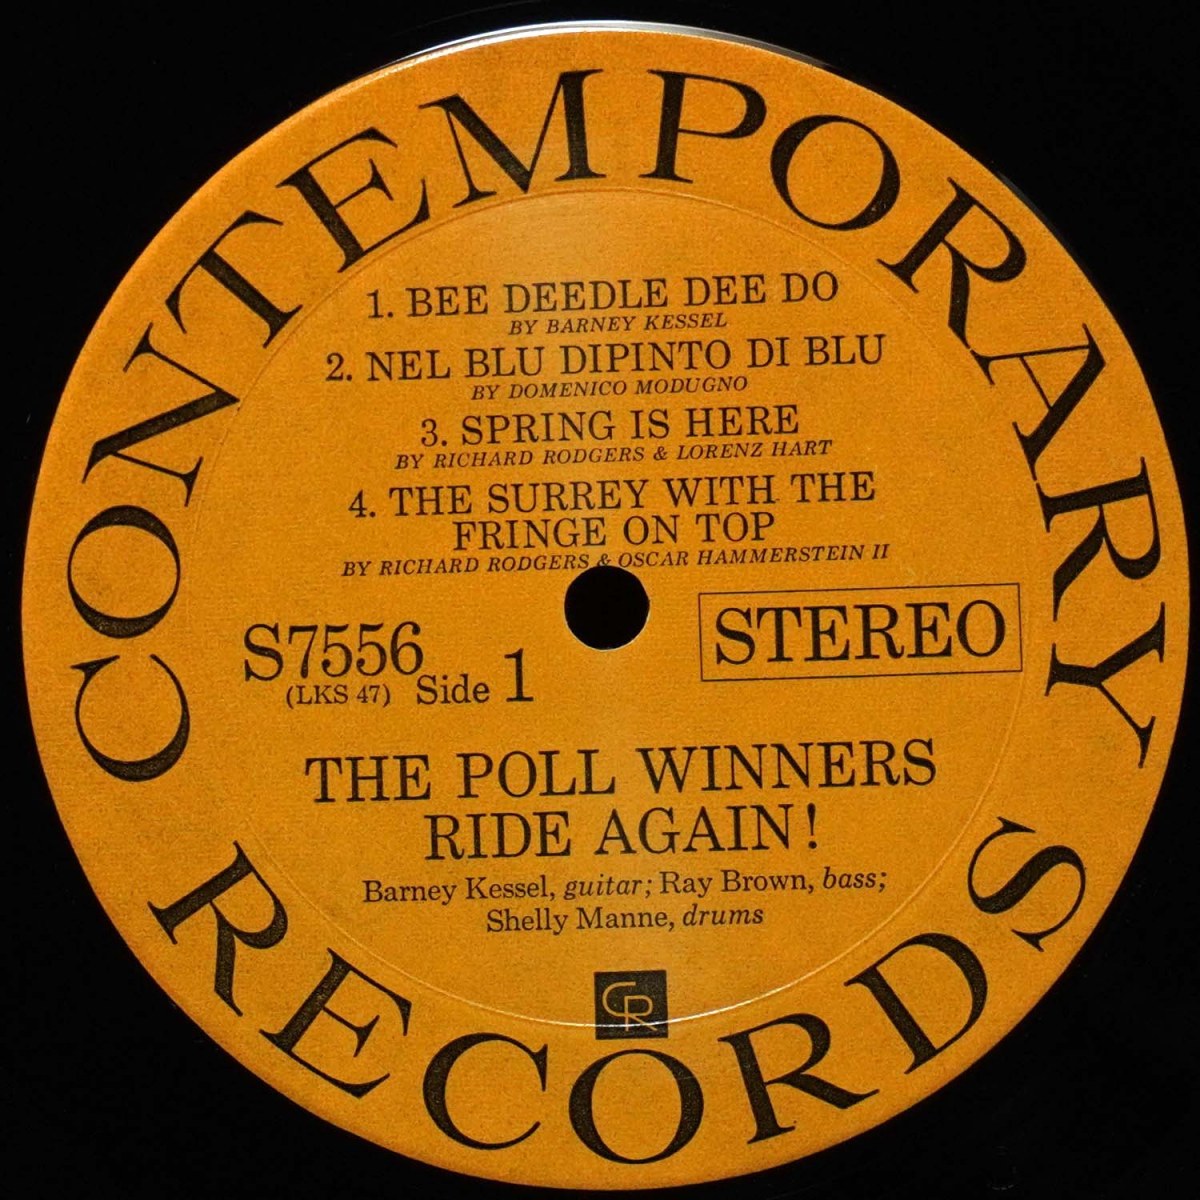 CONTEMPORARY
1. BEE DEEDLE DEE DO
BY BARNEY KESSEL
2. NEL BLU DIPINTO DI BLU
BY DOMENICO MODUGNO
3. SPRING IS HERE
BY RICHARD RODGERS & LORENZ HART
4. THE SURREY WITH THE
FRINGE ON TOP
BY RICHARD RODGERS & OSCAR HAMMERSTEIN II
S7556
(LKS 47) Side 1
STEREO
THE POLL WINNERS
RIDE AGAIN!
Barney Kessel, guitar; Ray Brown, bass;
Shelly Manne, drums
CR
RECORDS